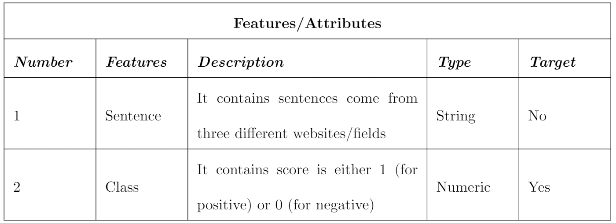 Features/Attributes
Number Features Description Type Target
It contains sentences come from
1 Sentence String No
three different websites/fields
It contains score is either 1 (for
2 Class Numeric Yes
positive) or 0 (for negative)